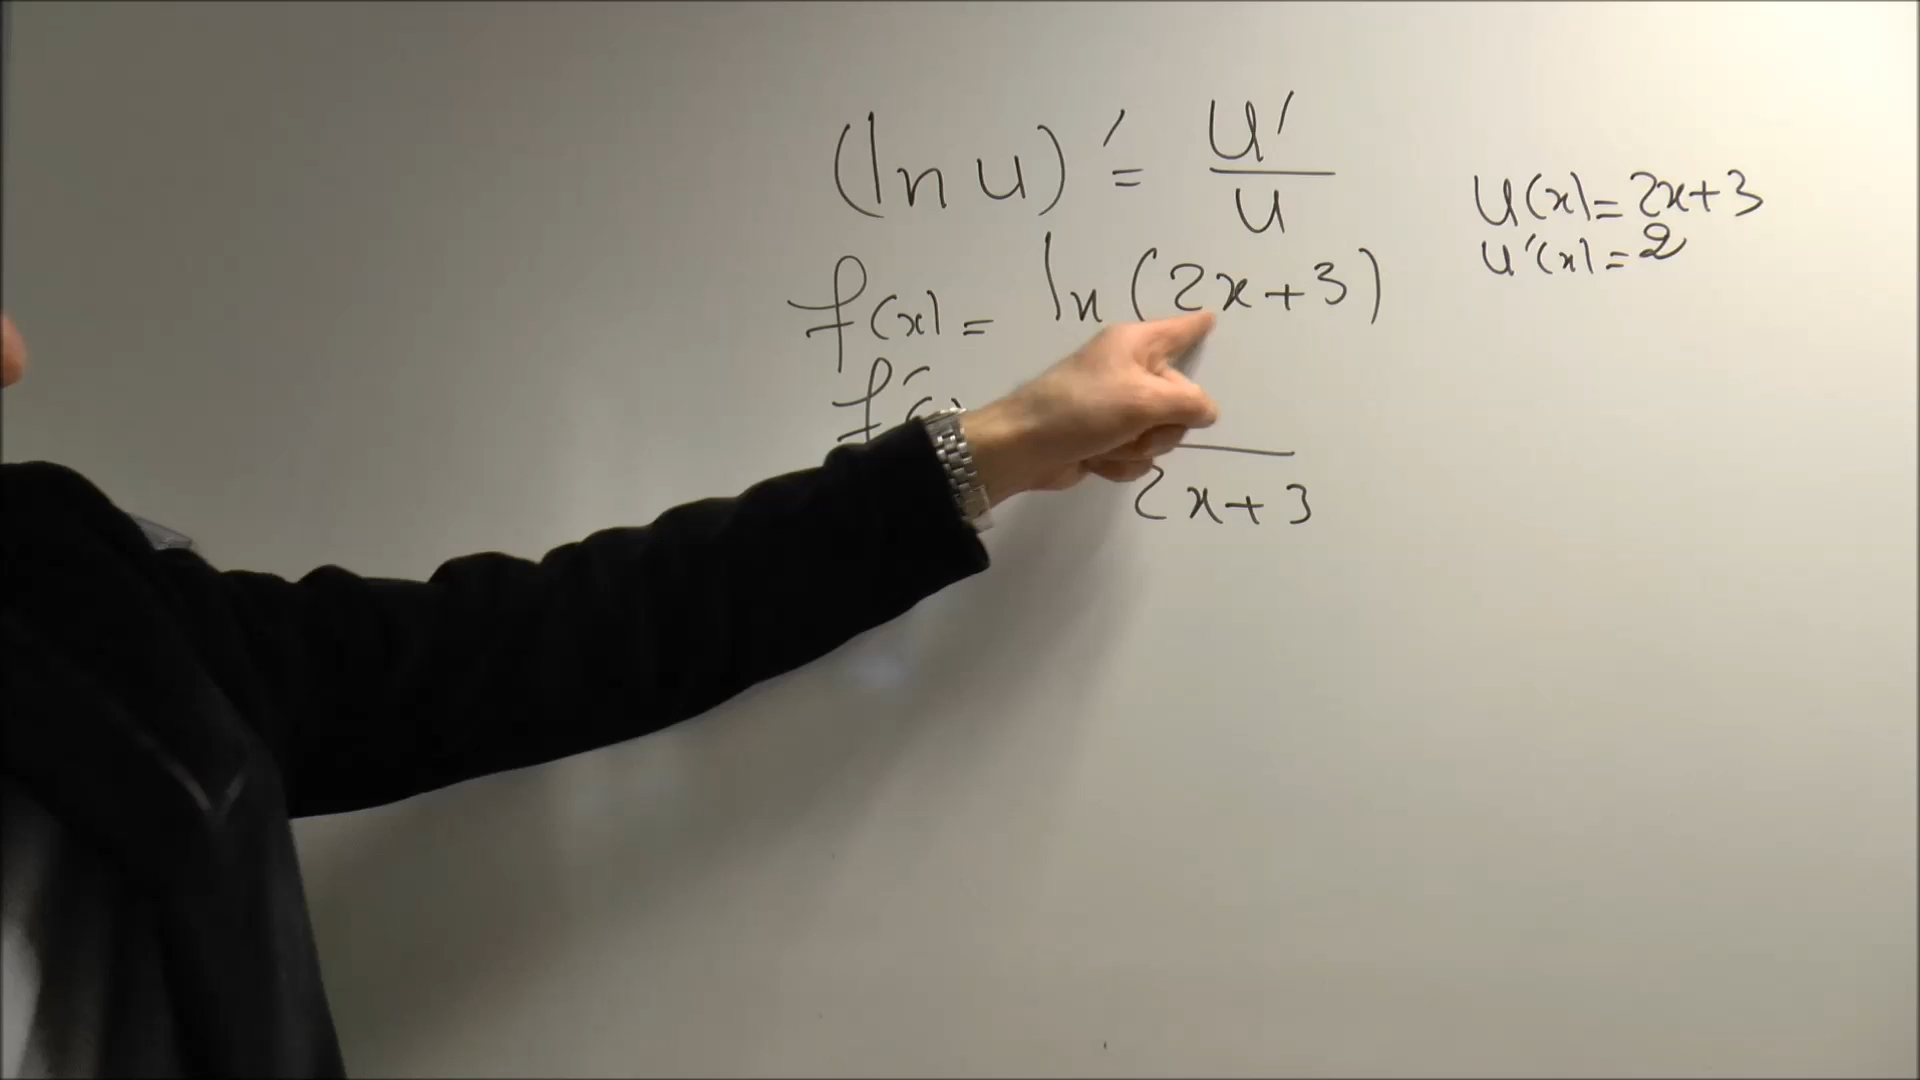 (ln u)' = u'/u
u(x) = 2x+3
u'(x) = 2
f(x) = ln(2x+3)
f'(
2x+3